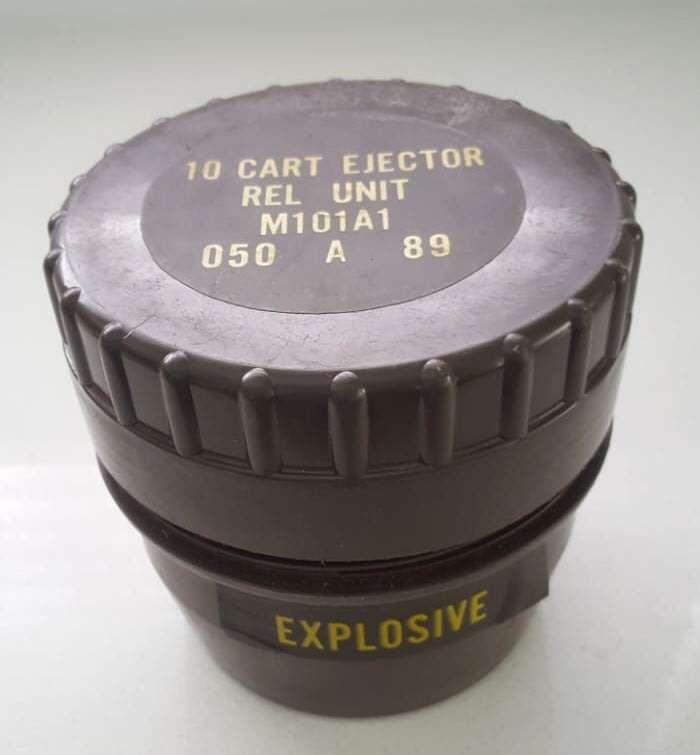 10 CART EJECTOR
REL UNIT
M101A1
050 A 89
EXPLOSIVE